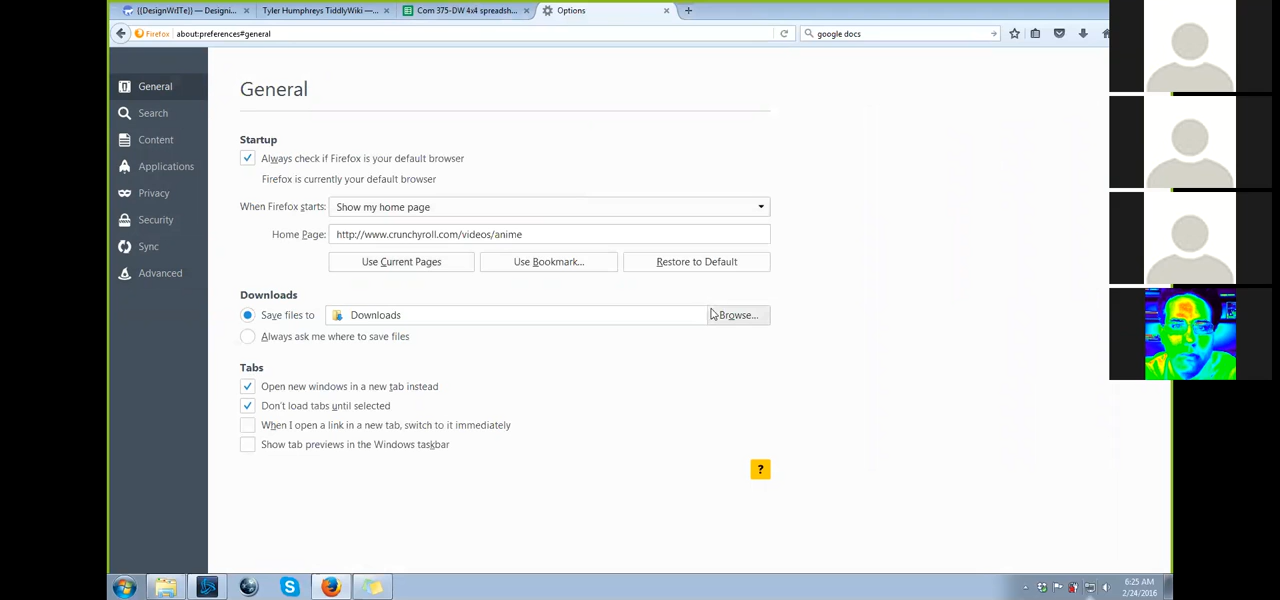 {{DesignWrITe}} — Designi...
Tyler Humphreys TiddlyWiki —...
Com 375-DW 4x4 spreadsh...
Options
Firefox
about:preferences#general
google docs
General
Search
Content
Applications
Privacy
Security
Sync
Advanced
General
Startup
Always check if Firefox is your default browser
Firefox is currently your default browser
When Firefox starts: Show my home page
Home Page: http://www.crunchyroll.com/videos/anime
Use Current Pages Use Bookmark... Restore to Default
Downloads
Save files to Downloads Browse...
Always ask me where to save files
Tabs
Open new windows in a new tab instead
Don't load tabs until selected
When I open a link in a new tab, switch to it immediately
Show tab previews in the Windows taskbar
?
6:25 AM
2/24/2016